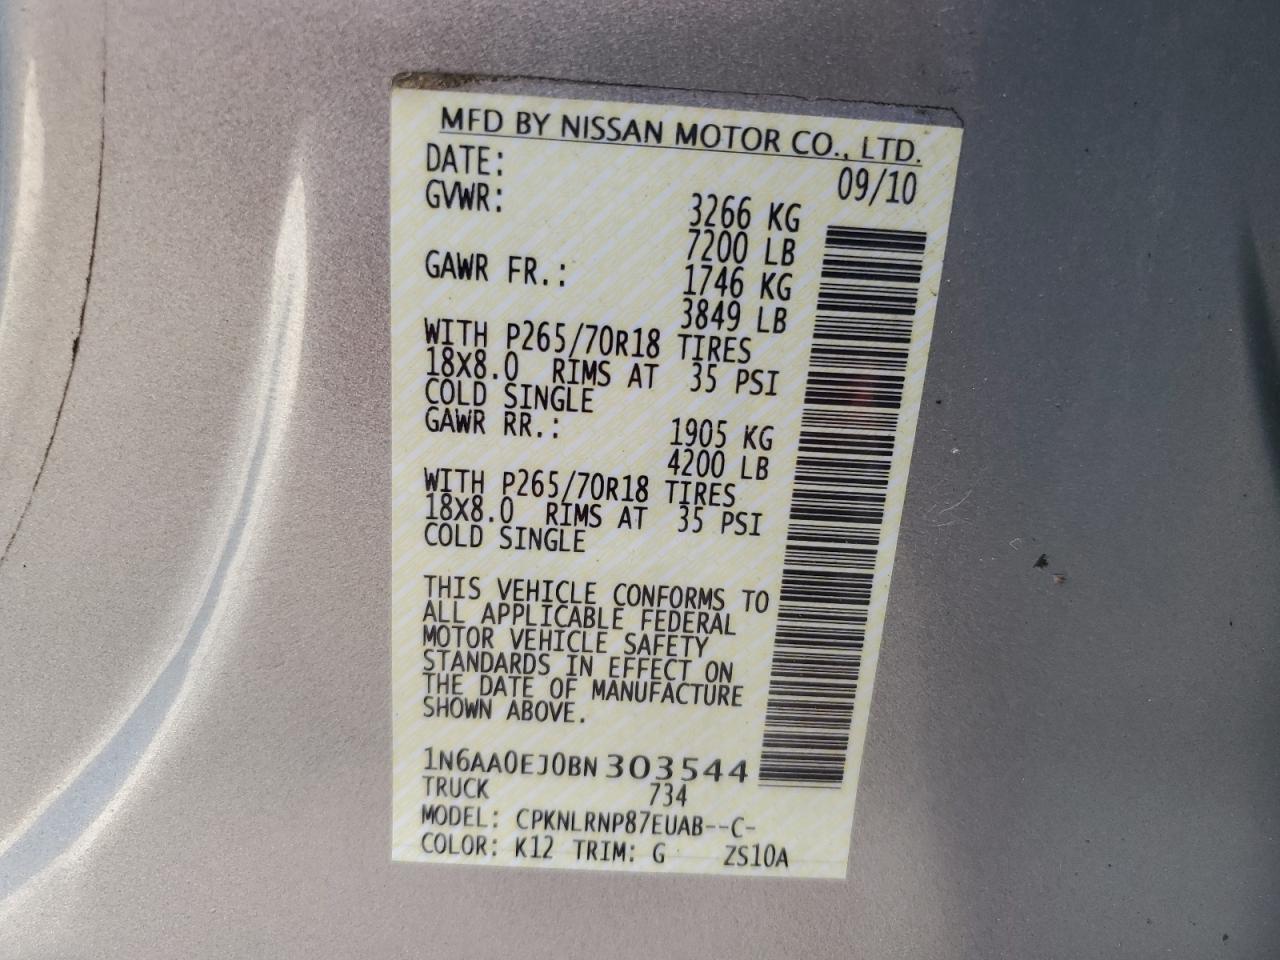 MFD BY NISSAN MOTOR CO., LTD.
DATE: 09/10
GVWR: 3266 KG
7200 LB
GAWR FR.: 1746 KG
3849 LB
WITH P265/70R18 TIRES
18X8.0 RIMS AT 35 PSI
COLD SINGLE
GAWR RR.: 1905 KG
4200 LB
WITH P265/70R18 TIRES
18X8.0 RIMS AT 35 PSI
COLD SINGLE
THIS VEHICLE CONFORMS TO
ALL APPLICABLE FEDERAL
MOTOR VEHICLE SAFETY
STANDARDS IN EFFECT ON
THE DATE OF MANUFACTURE
SHOWN ABOVE.
1N6AA0EJ0BN303544
TRUCK 734
MODEL: CPKNLRNP87EUAB--C-
COLOR: K12 TRIM: G ZS10A